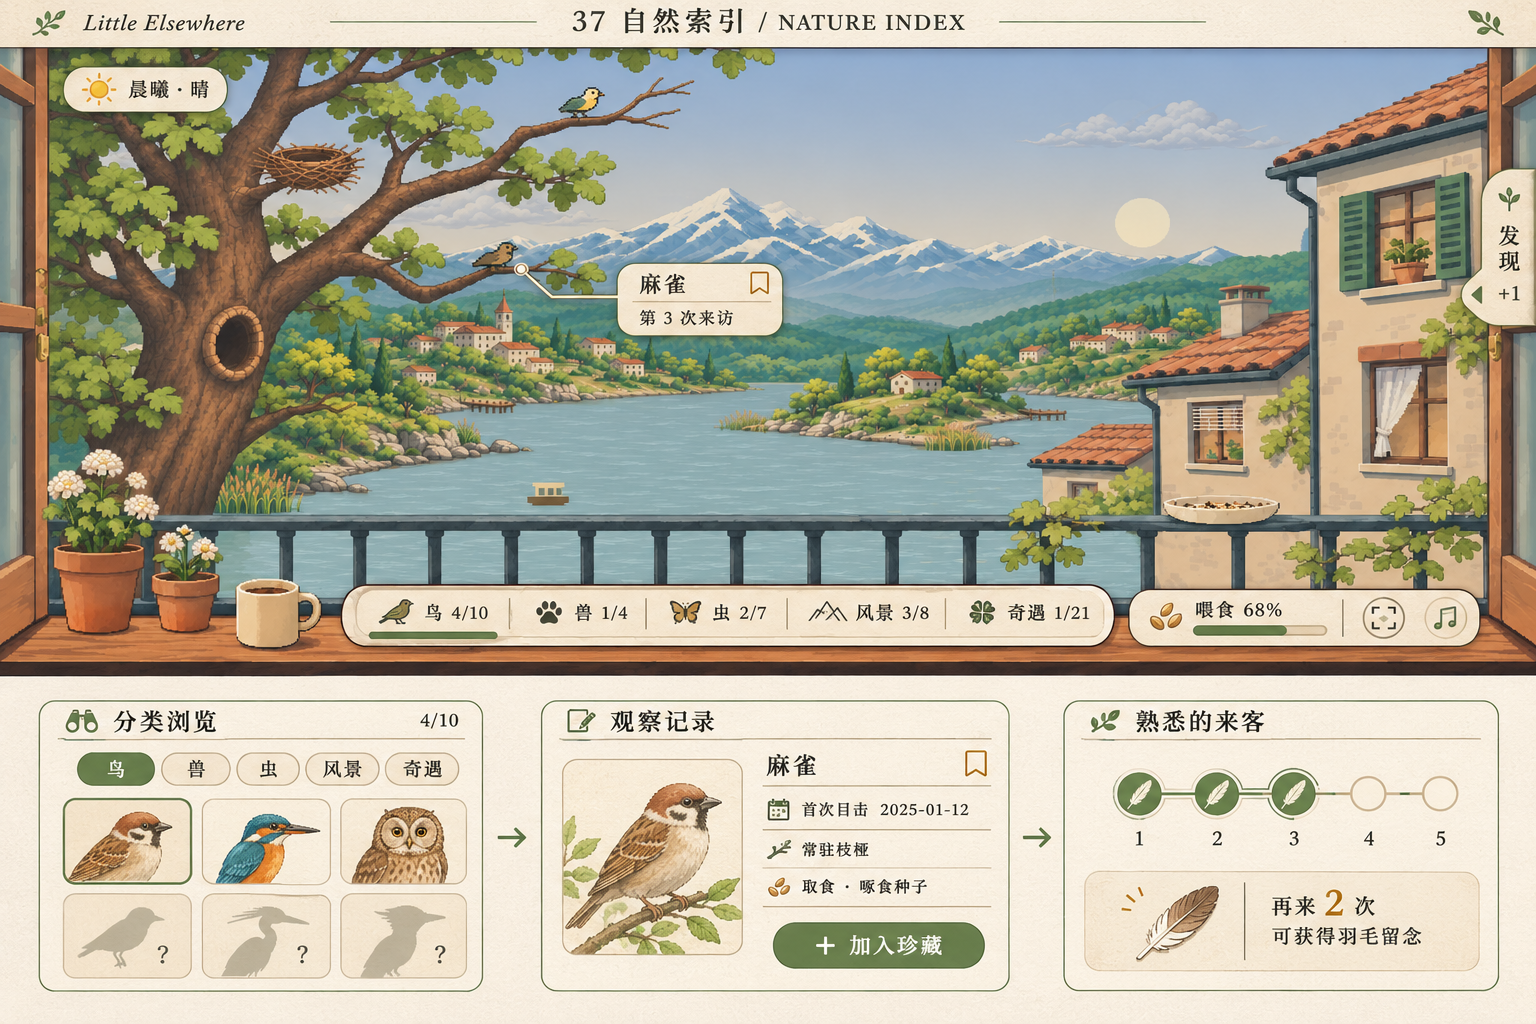 Little Elsewhere
37 自然索引 / NATURE INDEX
晨曦 · 晴
麻雀
第 3 次来访
发现
+1
鸟 4/10
兽 1/4
虫 2/7
风景 3/8
奇遇 1/21
喂食 68%
分类浏览
4/10
鸟
兽
虫
风景
奇遇
?
?
?
观察记录
麻雀
首次目击 2025-01-12
常驻枝桠
取食 · 啄食种子
+ 加入珍藏
熟悉的来客
1 2 3 4 5
再来 2 次
可获得羽毛留念